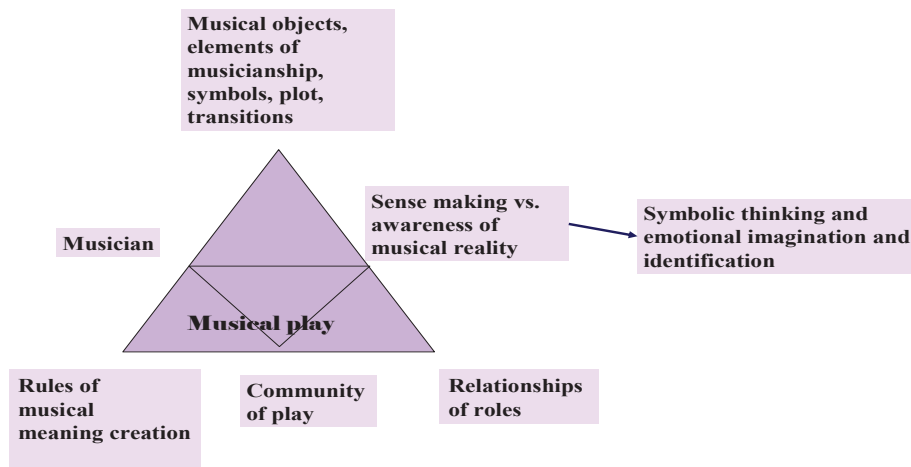 Musical objects,
elements of
musicianship,
symbols, plot,
transitions
Sense making vs.
awareness of
musical reality
Symbolic thinking and
emotional imagination and
identification
Musician
Musical play
Rules of
musical
meaning creation
Community
of play
Relationships
of roles